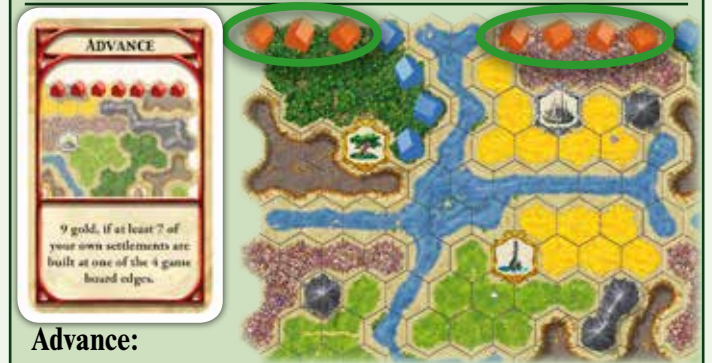 ADVANCE
9 gold, if at least 7 of
your own settlements are
built at one of the 4 game
board edges.
Advance: